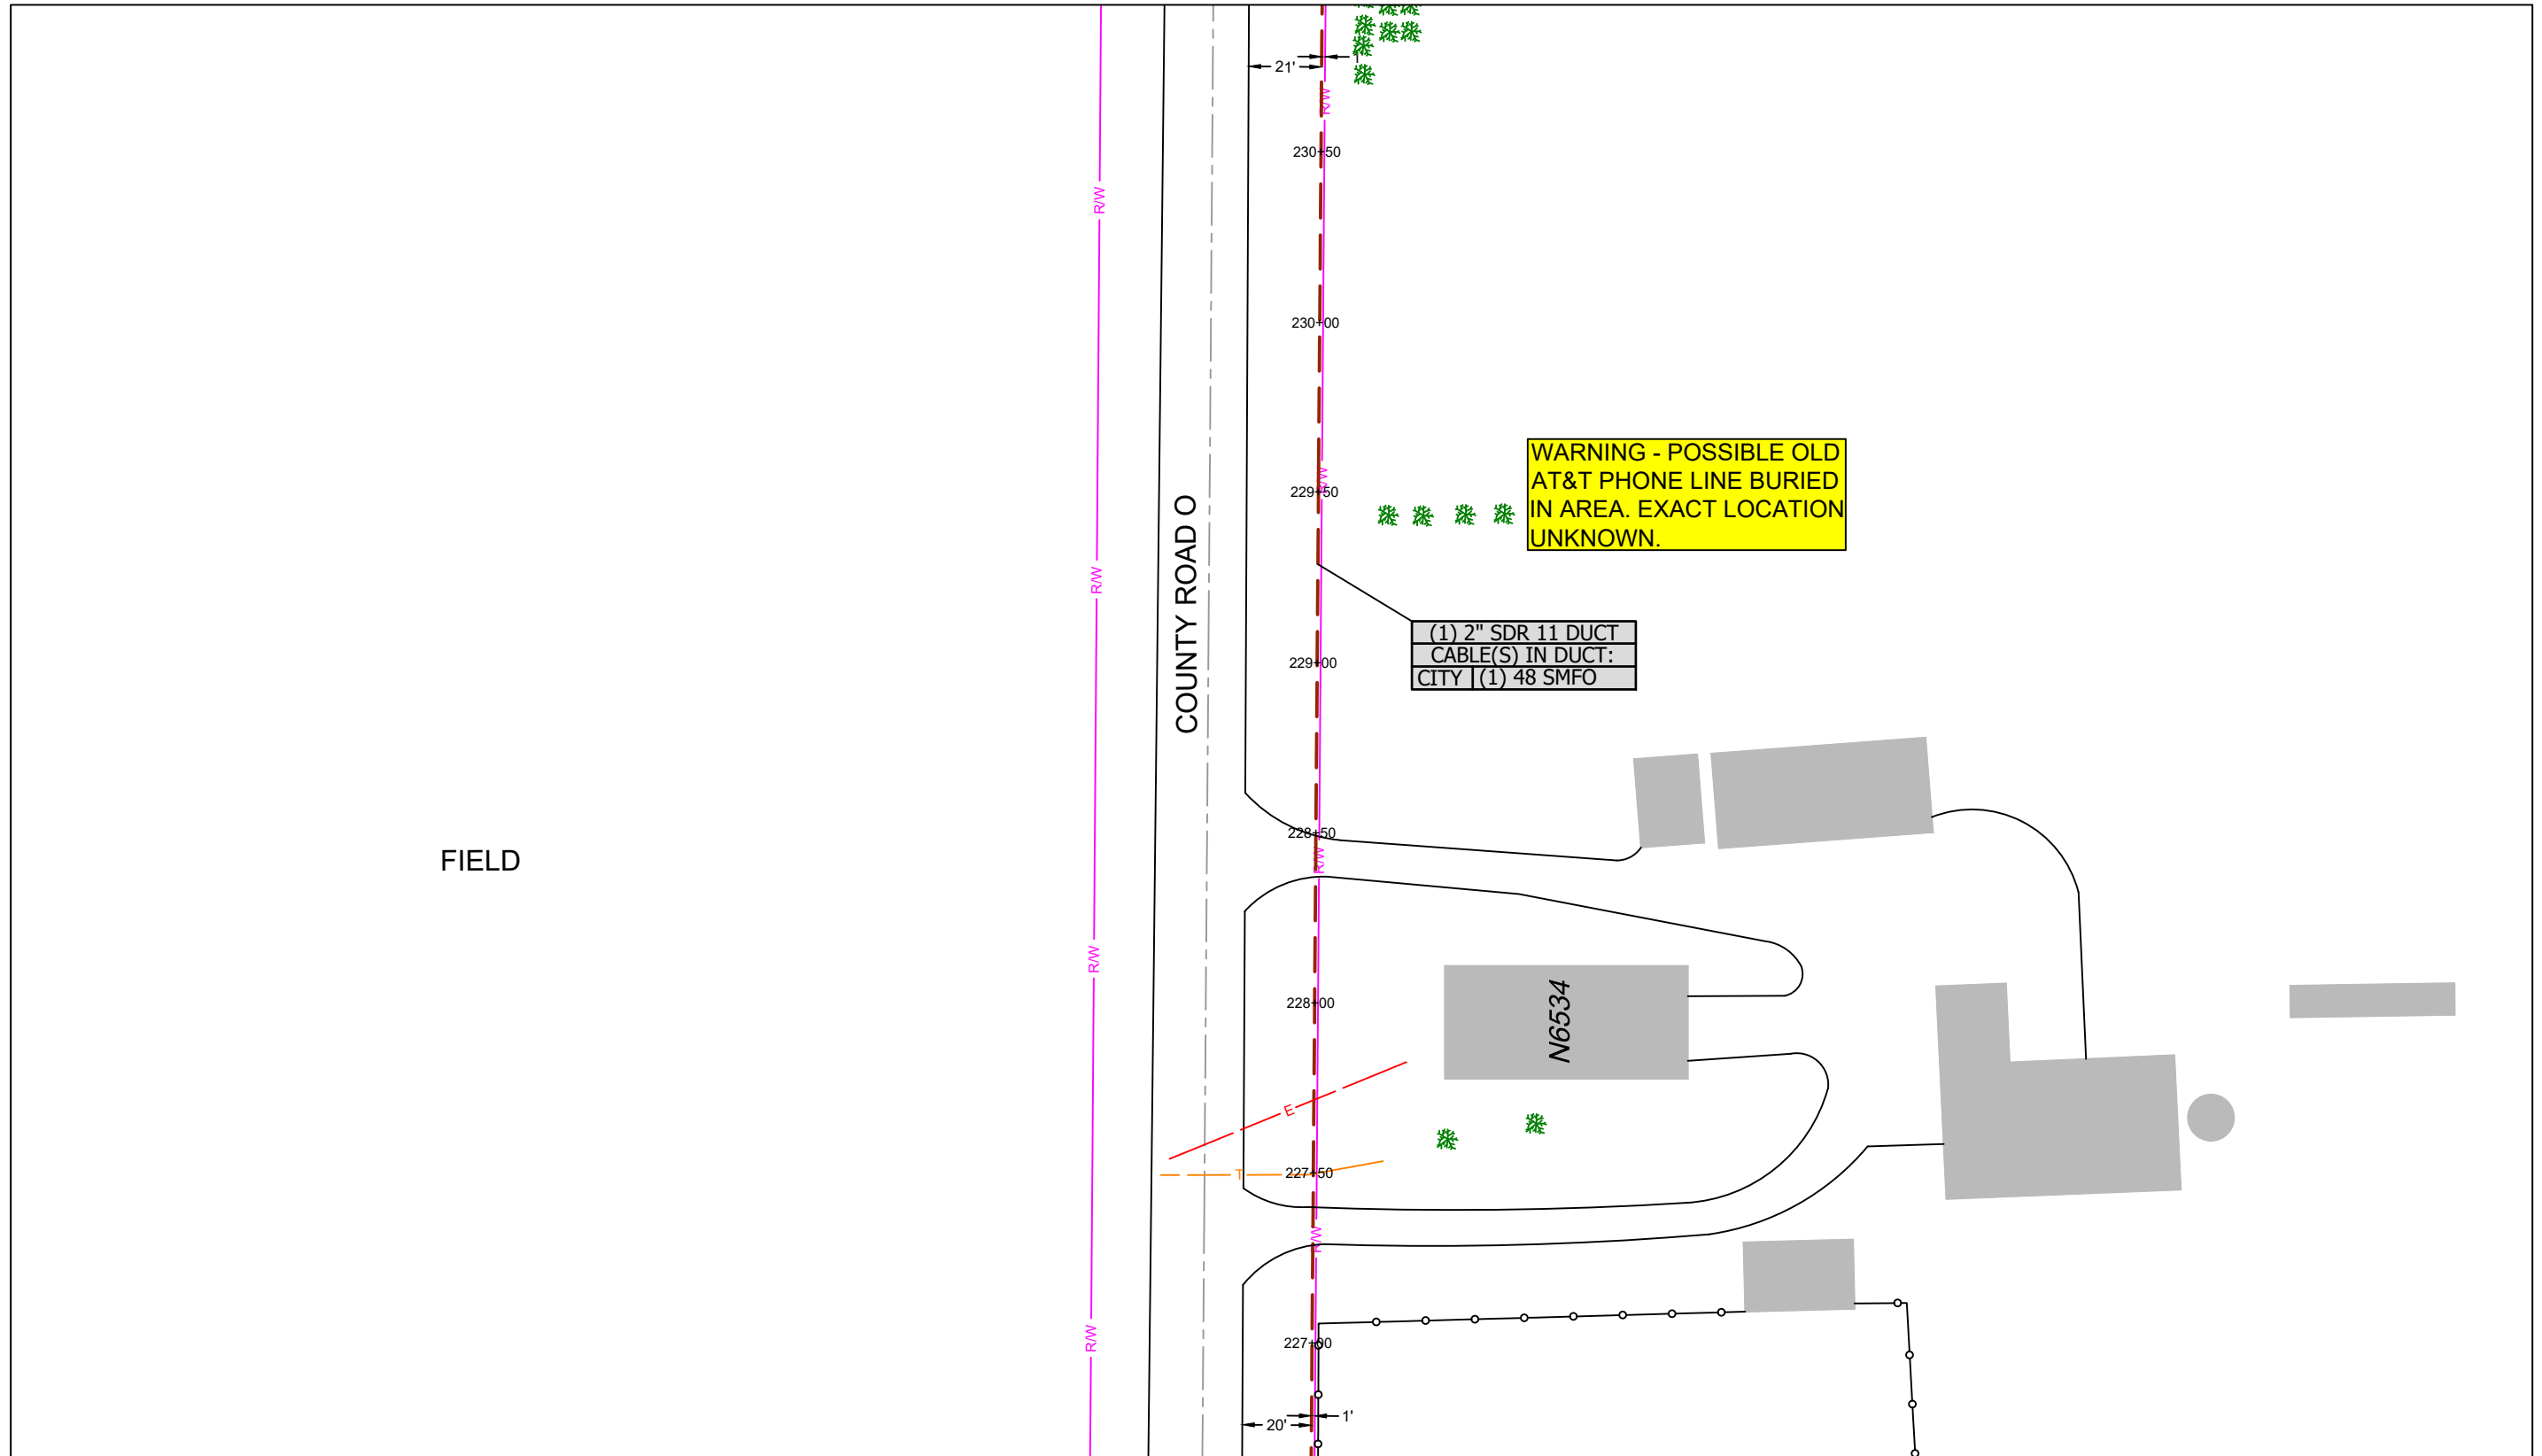 1'
21'
R/W
230+50
R/W
230+00
WARNING - POSSIBLE OLD
AT&T PHONE LINE BURIED
IN AREA. EXACT LOCATION
UNKNOWN.
R/W
229+50
COUNTY ROAD O
R/W
(1) 2" SDR 11 DUCT
CABLE(S) IN DUCT:
CITY (1) 48 SMFO
229+00
228+50
FIELD
R/W
R/W
228+00
N6534
E
T
227+50
R/W
R/W
227+00
20'
1'